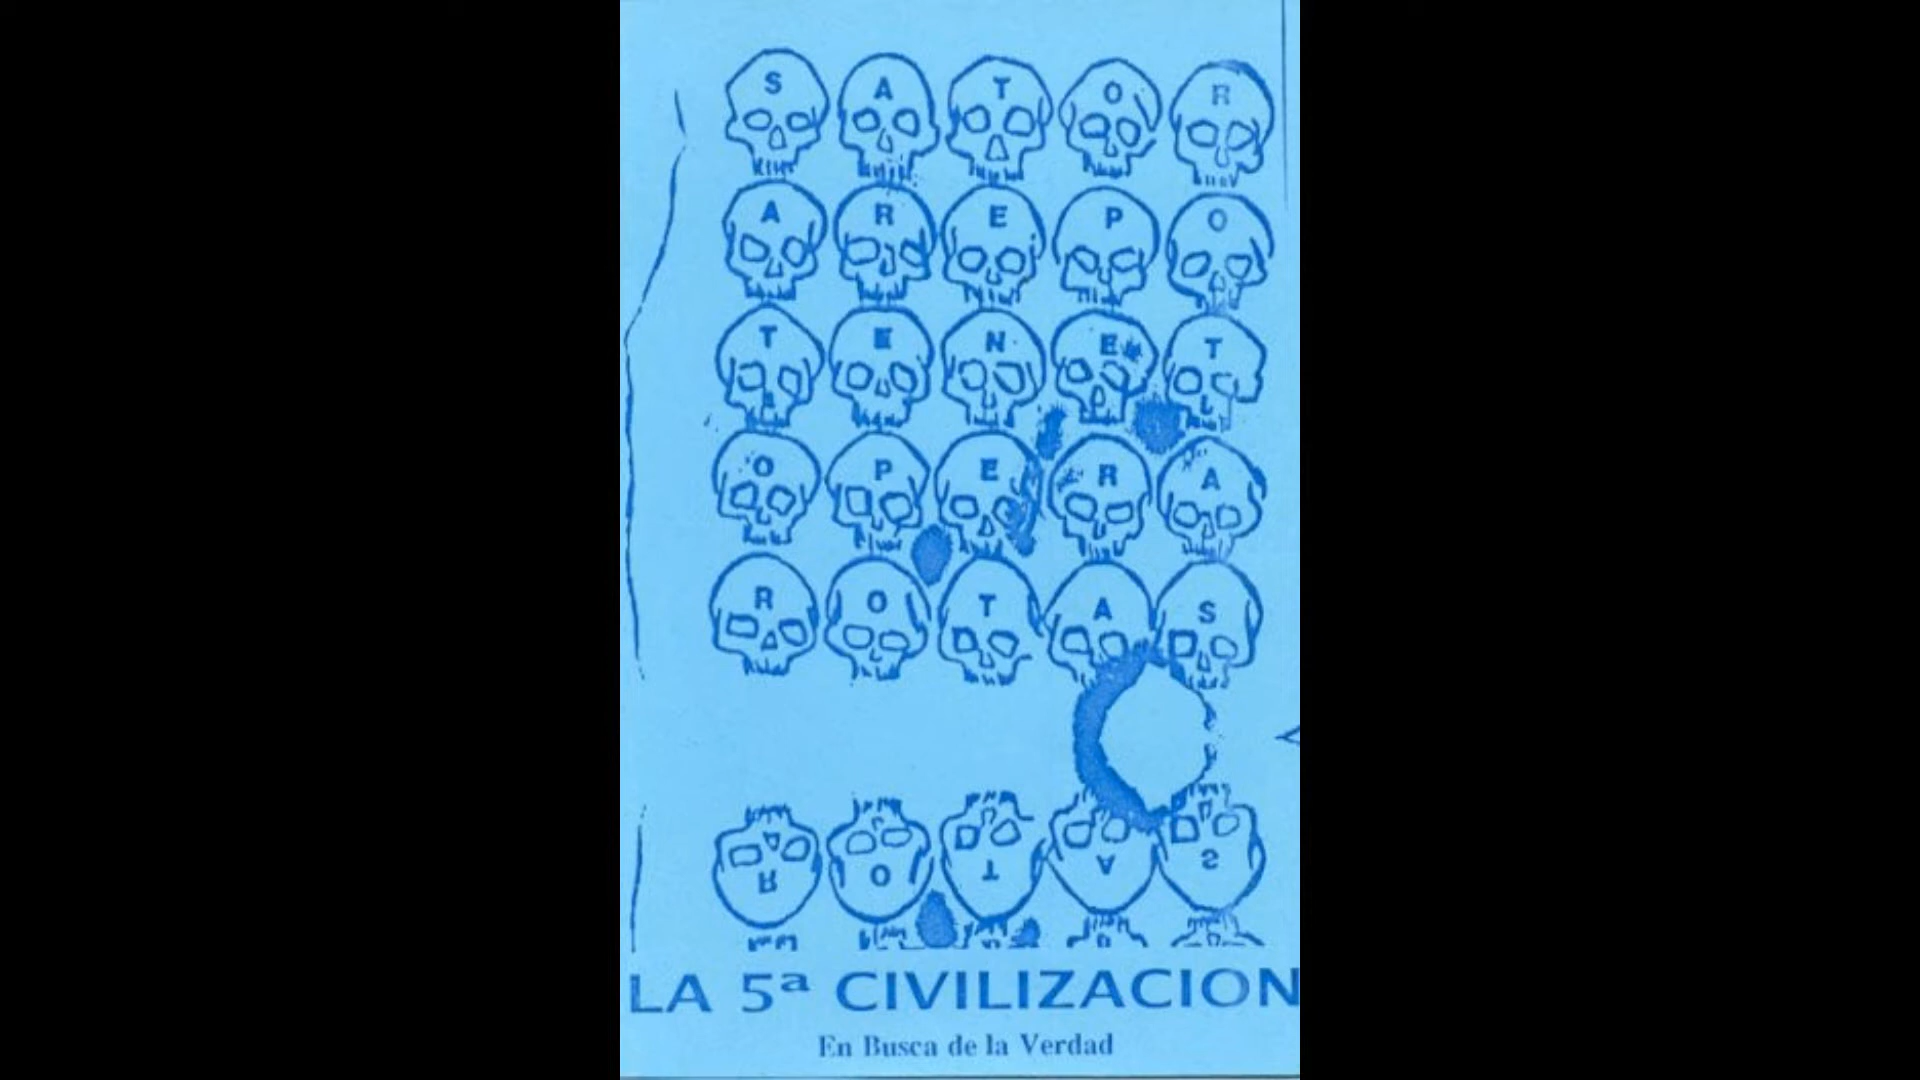 S A T O R
A R E P O
T E N E T
O P E R A
R O T A S
R O T A S
LA 5ª CIVILIZACION
En Busca de la Verdad